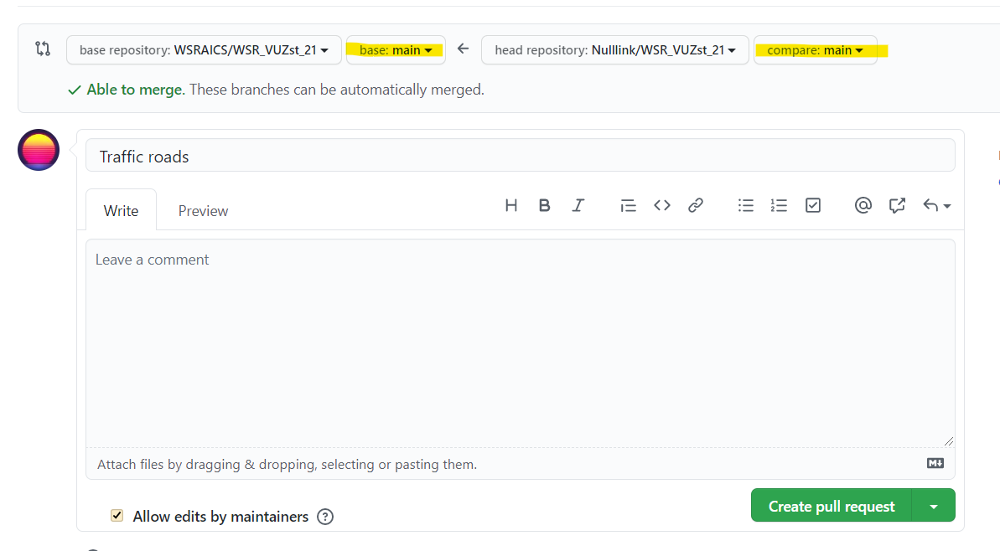 base repository: WSRAICS/WSR_VUZst_21 base: main head repository: Nulllink/WSR_VUZst_21 compare: main
Able to merge. These branches can be automatically merged.
Traffic roads
Write Preview H B I @
Leave a comment
Attach files by dragging & dropping, selecting or pasting them. M
Allow edits by maintainers ? Create pull request